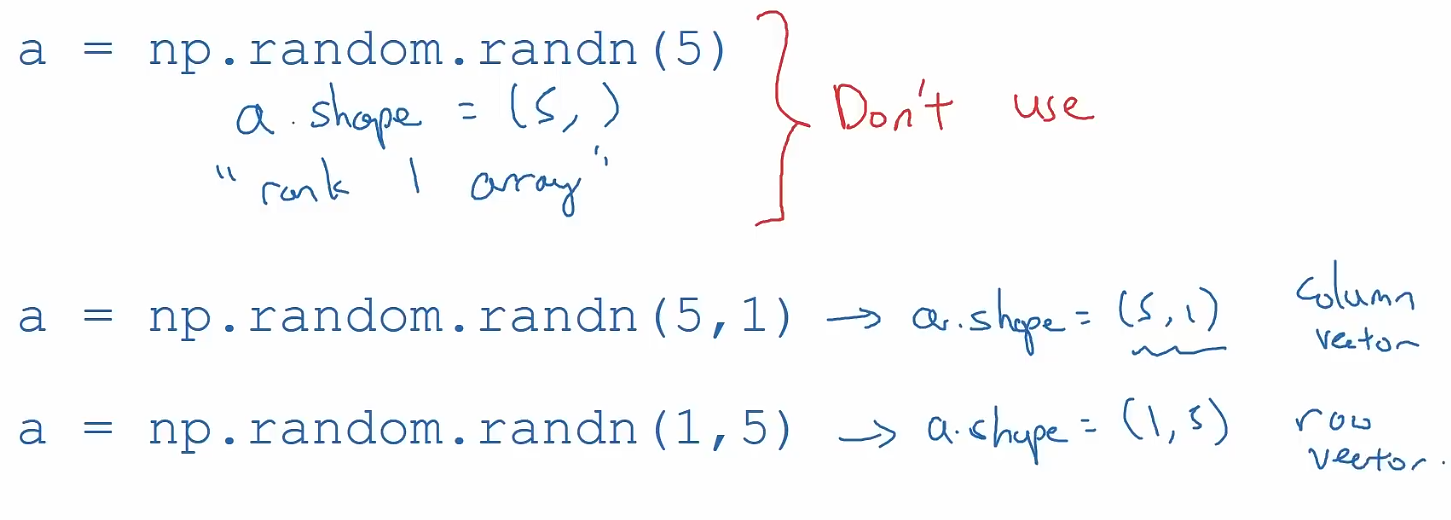 a = np.random.randn(5)
a.shape = (5, )
"rank 1 array"
Don't use
a = np.random.randn(5,1) → a.shape = (5,1) column vector
a = np.random.randn(1,5) → a.shape = (1,5) row vector.